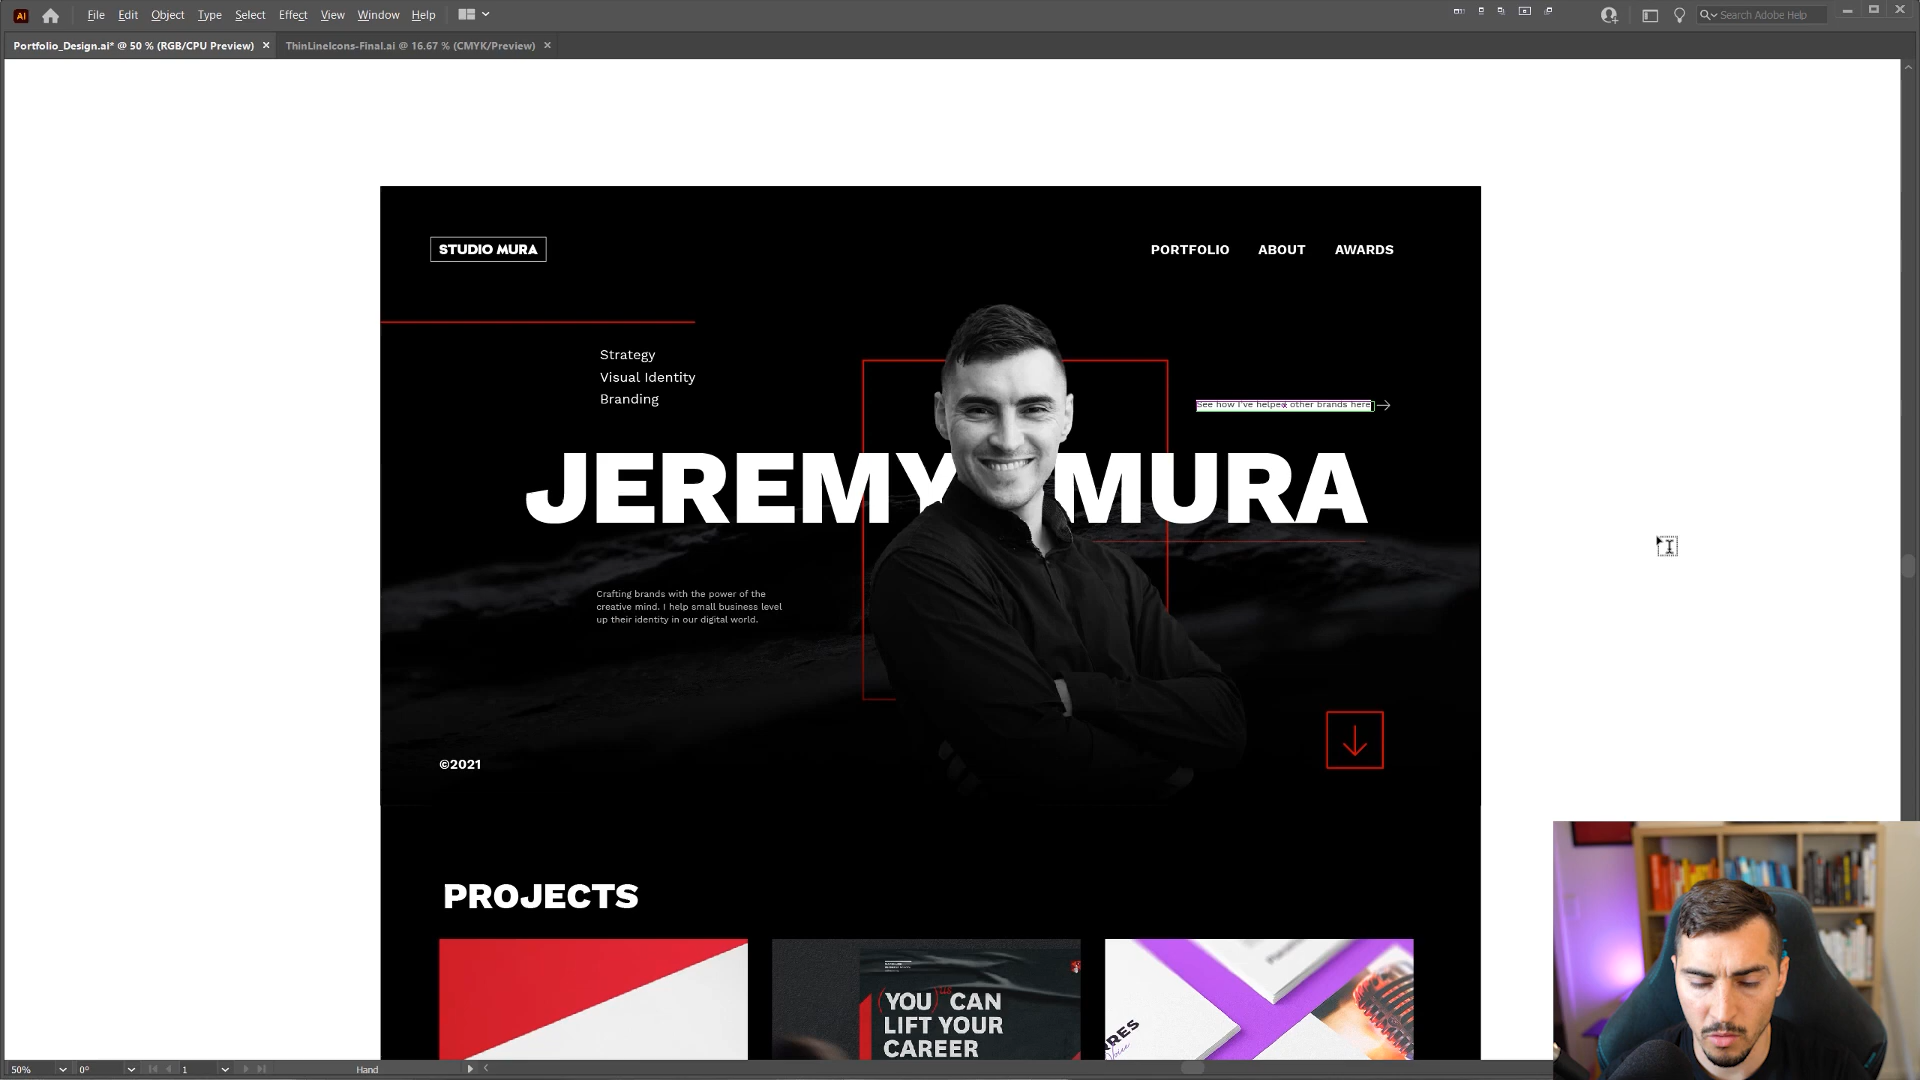 File Edit Object Type Select Effect View Window Help
Search Adobe Help
Portfolio_Design.ai* @ 50 % (RGB/CPU Preview) ×
ThinLineIcons-Final.ai @ 16.67 % (CMYK/Preview) ×
STUDIO MURA
PORTFOLIO ABOUT AWARDS
Strategy
Visual Identity
Branding
See how I've helped other brands here
JEREMY MURA
Crafting brands with the power of the
creative mind. I help small business level
up their identity in our digital world.
©2021
PROJECTS
(YOU) CAN
LIFT YOUR
CAREER
50% 0° 1 Hand